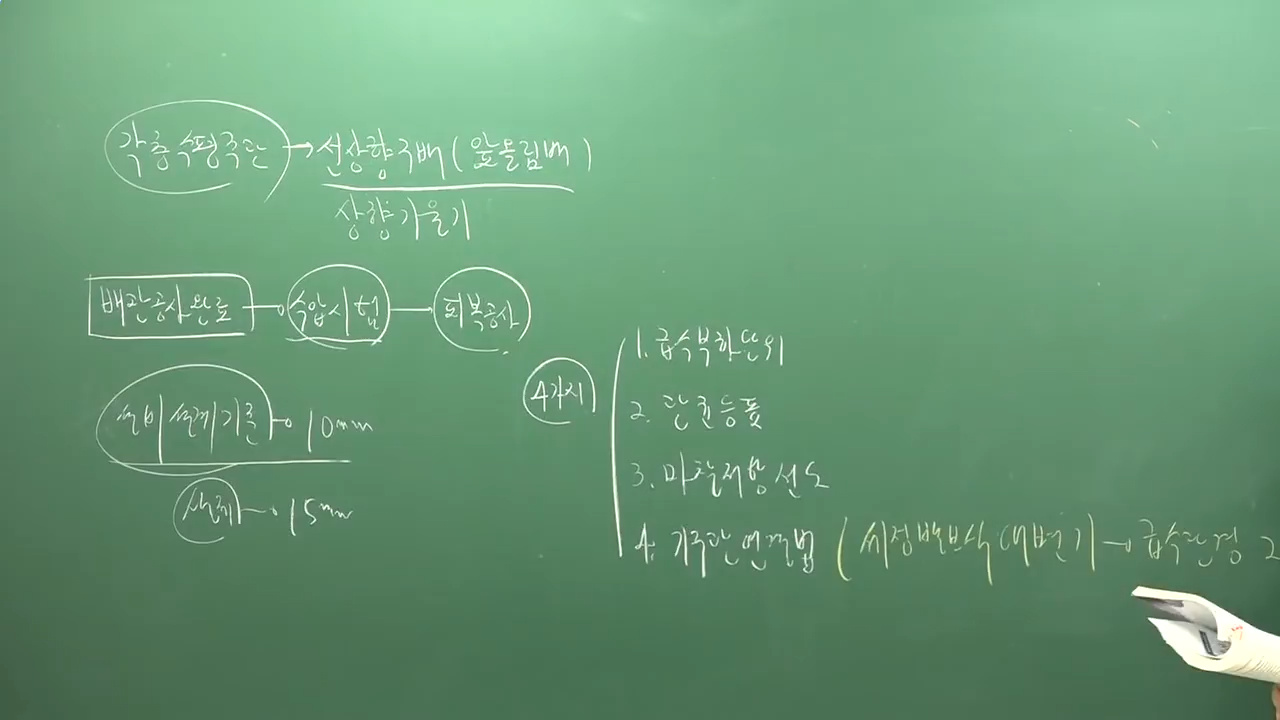 각층수평주관 → 선상향구배(앞올림배)
상향기울기
배관공사완료 → 수압시험 → 피복공사
설비설계기준 → 10mm
실제 → 15mm
4가지
1. 급수부하단위
2. 관균등표
3. 마찰저항선도
4. 기구관연결법 (세정밸브식 대변기 → 급수관경 2